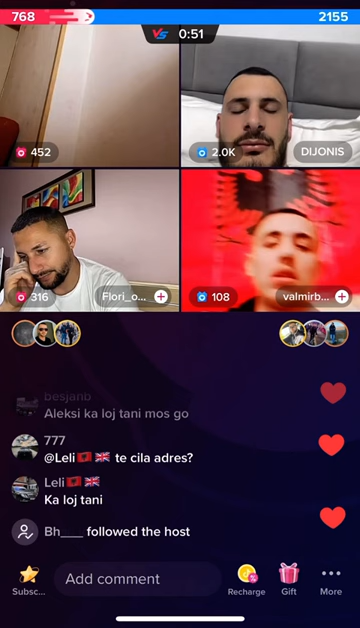 768
2155
VS 0:51
452
2.0K
DIJONIS
316
Flori_o...
108
valmirb...
besjanb
Aleksi ka loj tani mos go
777
@Leli🇦🇱🇬🇧 te cila adres?
Leli🇦🇱🇬🇧
Ka loj tani
Bh___ followed the host
Subsc...
Add comment
Recharge
Gift
More